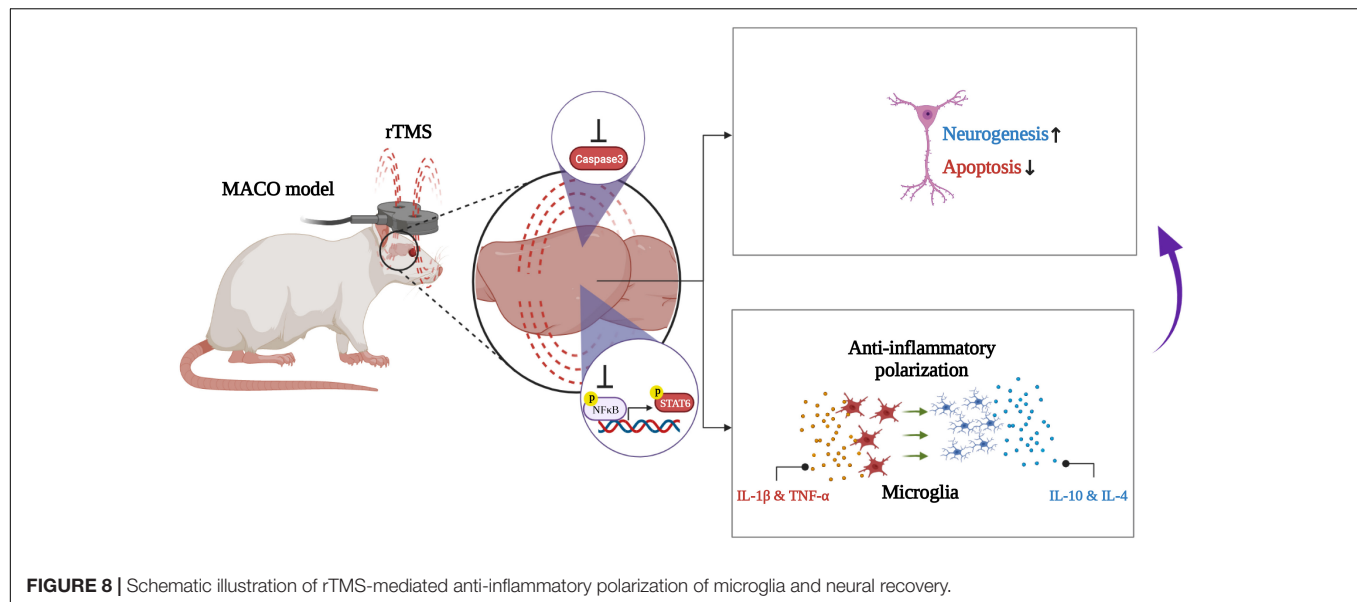 rTMS
MACO model
Caspase3
Neurogenesis↑
Apoptosis↓
P
NFκB
P
STAT6
Anti-inflammatory
polarization
IL-1β & TNF-α
Microglia
IL-10 & IL-4
FIGURE 8 | Schematic illustration of rTMS-mediated anti-inflammatory polarization of microglia and neural recovery.